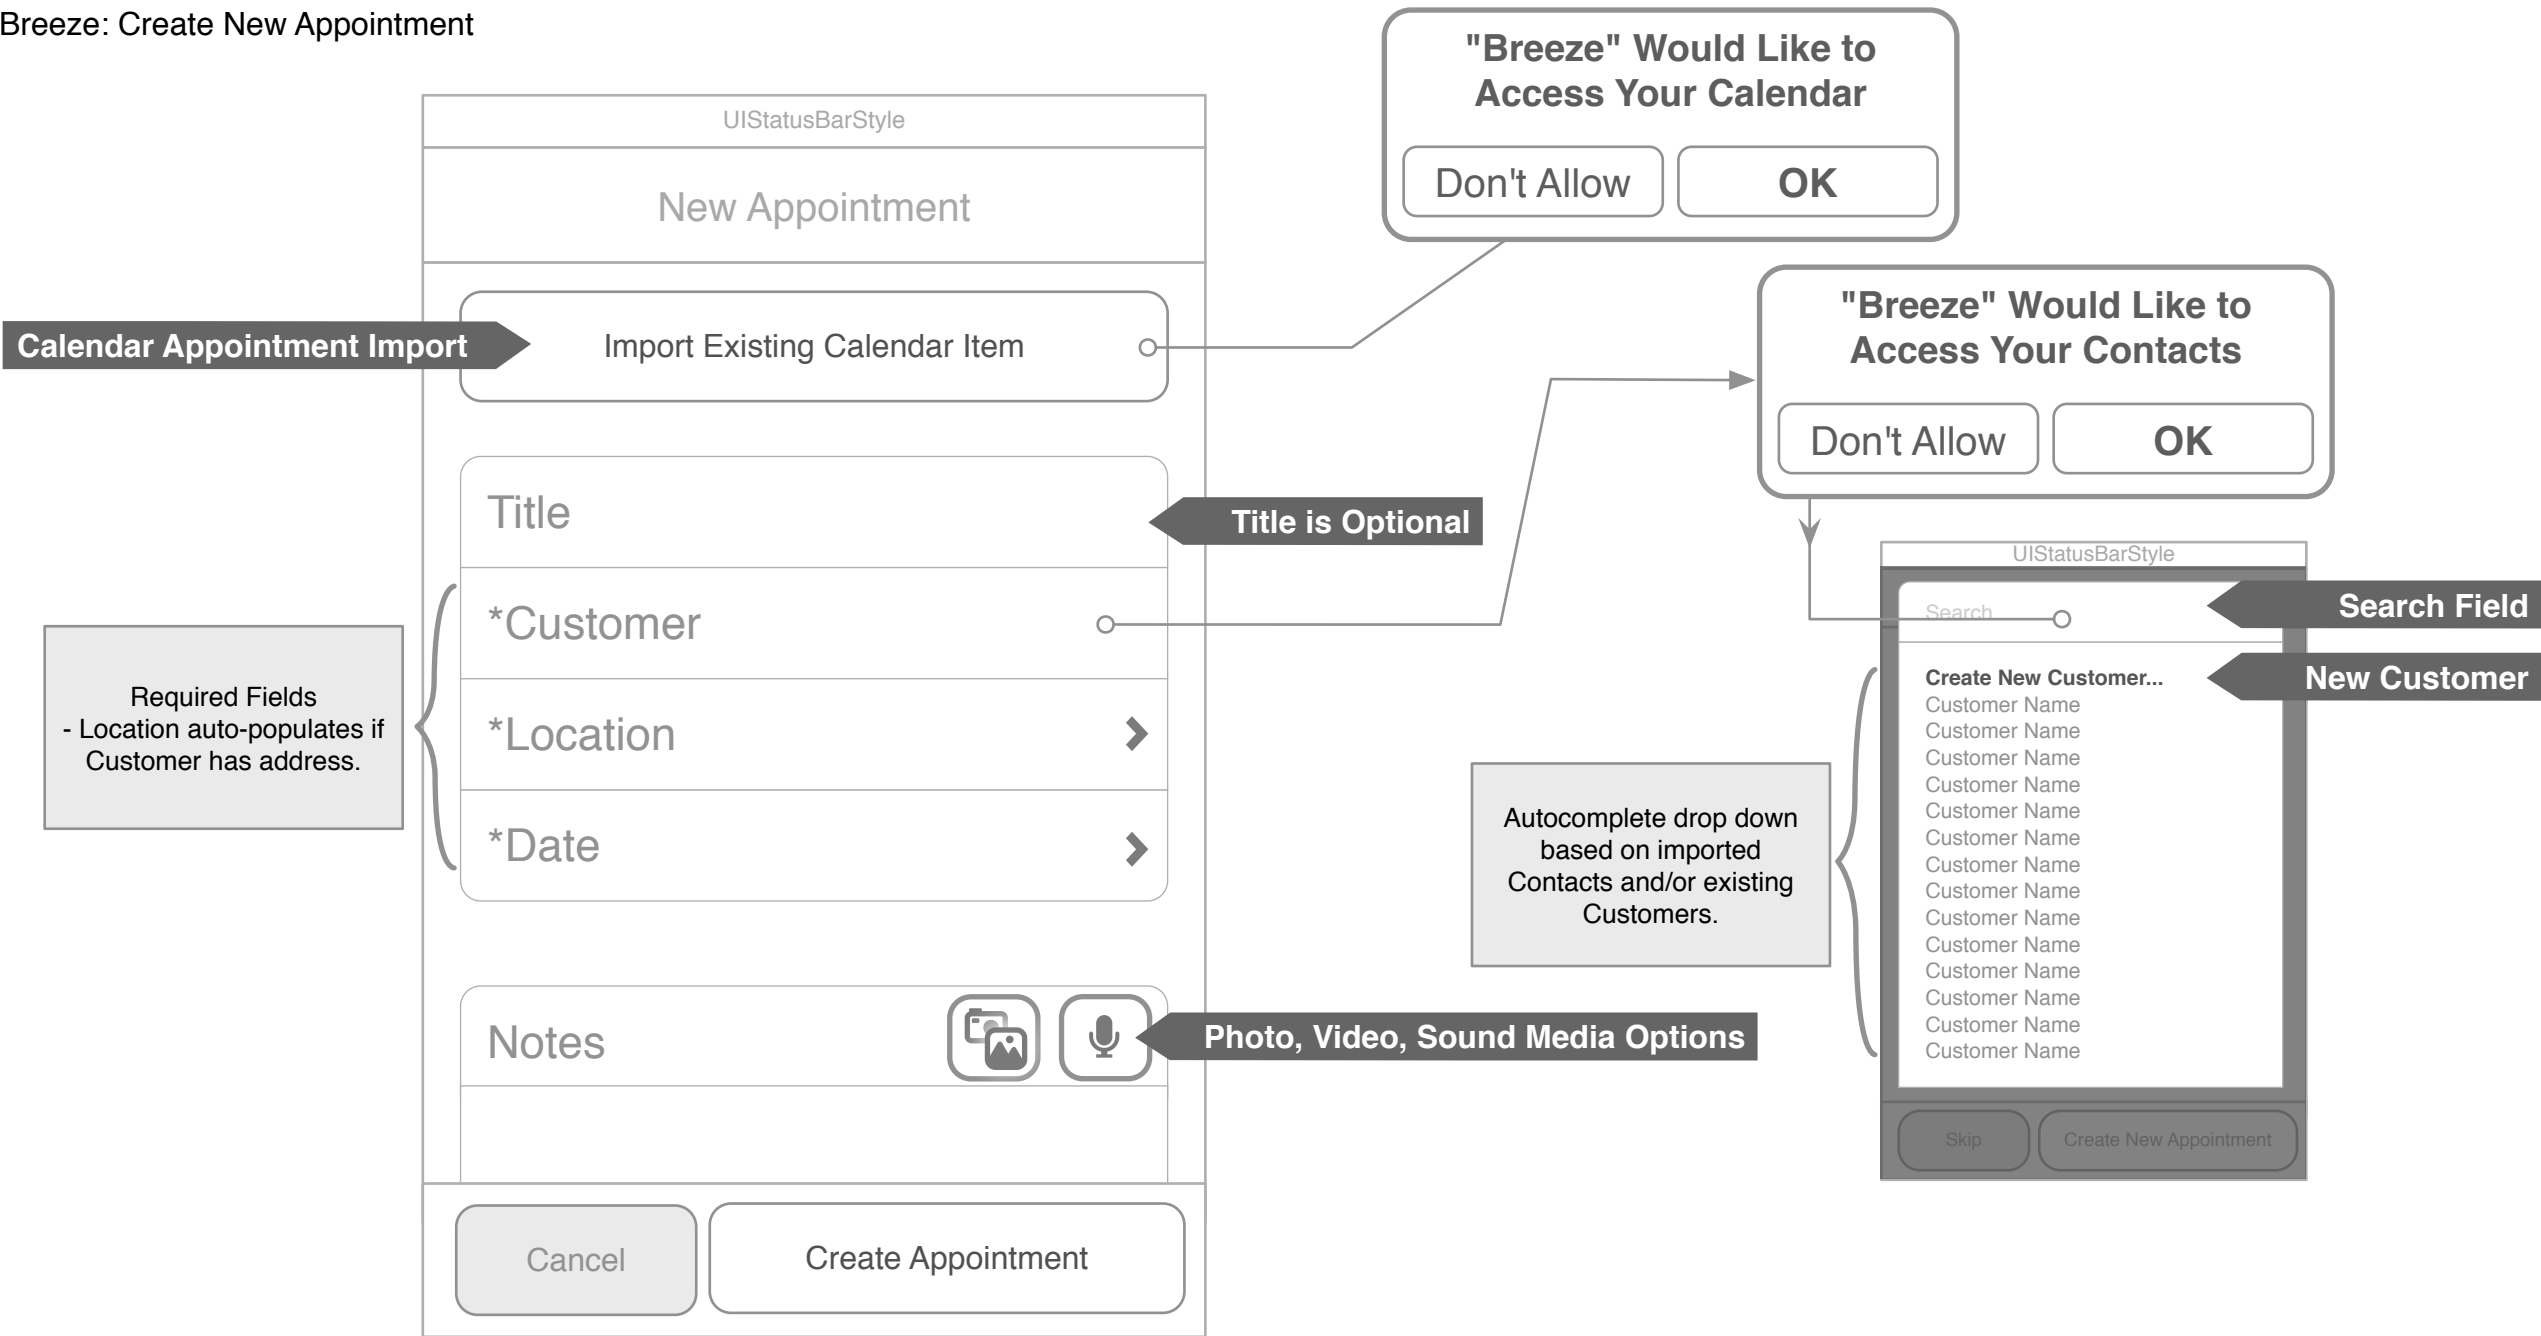 Breeze: Create New Appointment
"Breeze" Would Like to
Access Your Calendar
Don't Allow
OK
UIStatusBarStyle
New Appointment
Calendar Appointment Import
Import Existing Calendar Item
"Breeze" Would Like to
Access Your Contacts
Don't Allow
OK
Title
Title is Optional
*Customer
*Location
*Date
Required Fields
- Location auto-populates if
Customer has address.
Notes
Photo, Video, Sound Media Options
Cancel
Create Appointment
UIStatusBarStyle
Search
Search Field
Create New Customer...
New Customer
Customer Name
Customer Name
Customer Name
Customer Name
Customer Name
Customer Name
Customer Name
Customer Name
Customer Name
Customer Name
Customer Name
Customer Name
Customer Name
Customer Name
Autocomplete drop down
based on imported
Contacts and/or existing
Customers.
Skip
Create New Appointment